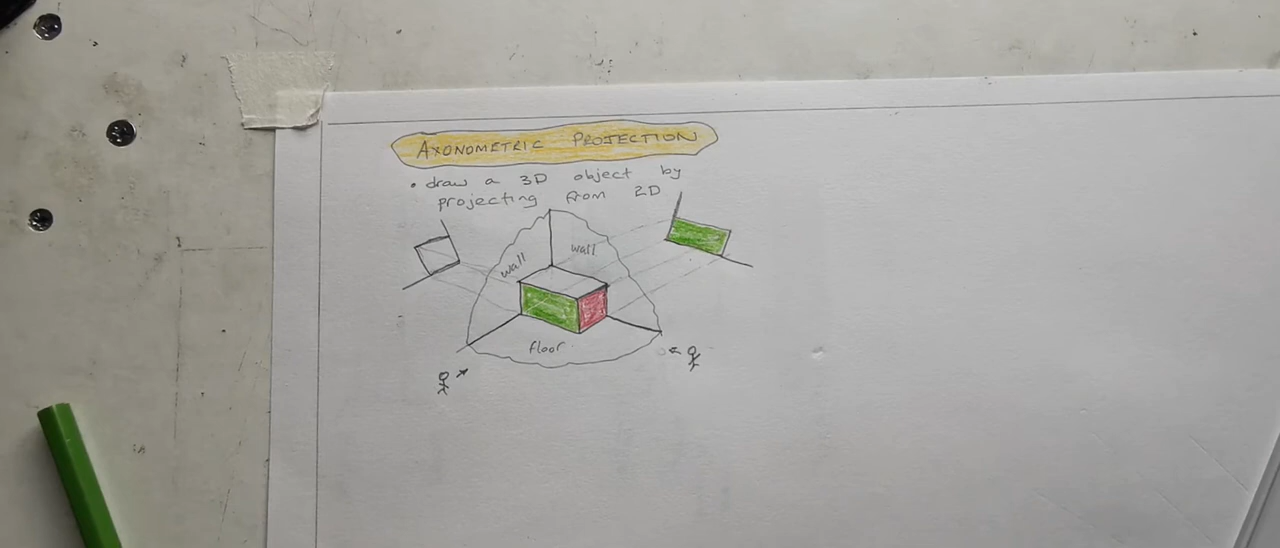 AXONOMETRIC PROJECTION
• draw a 3D object by
projecting from 2D
wall
wall
floor